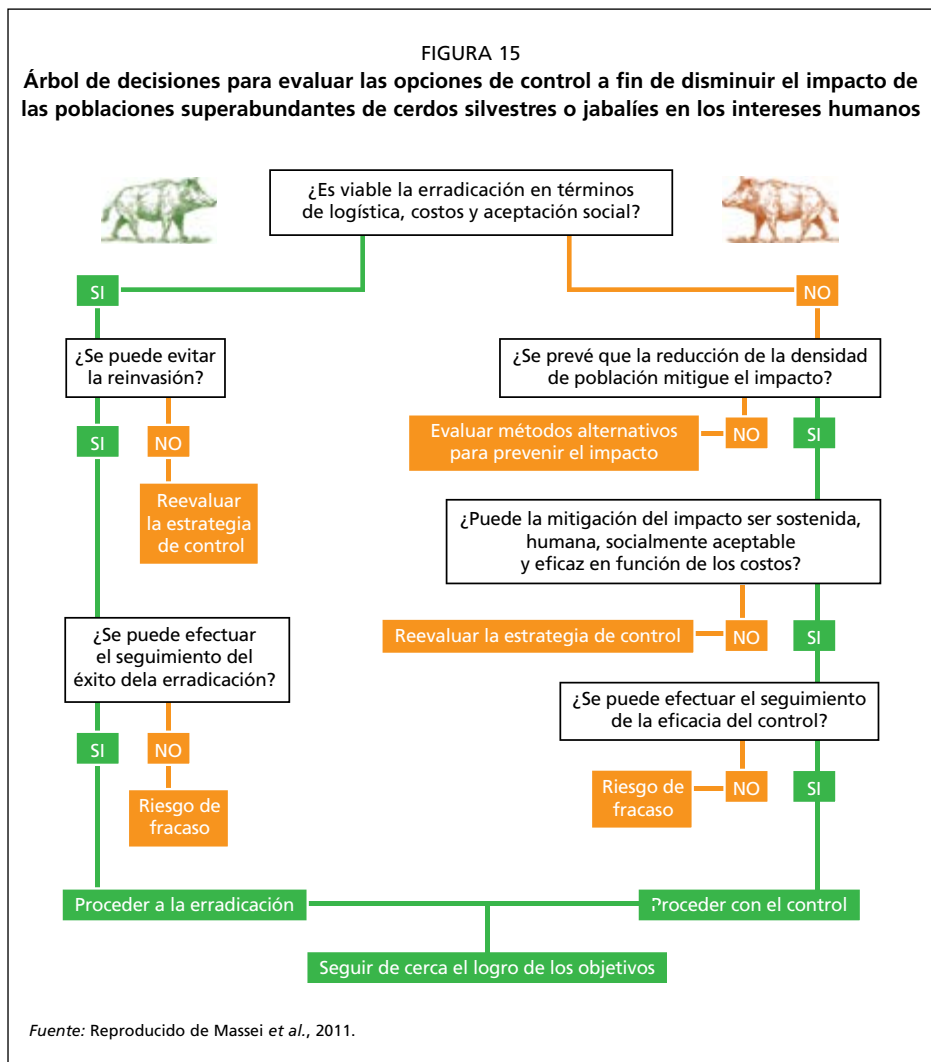 FIGURA 15
Árbol de decisiones para evaluar las opciones de control a fin de disminuir el impacto de
las poblaciones superabundantes de cerdos silvestres o jabalíes en los intereses humanos
¿Es viable la erradicación en términos
de logística, costos y aceptación social?
SI
NO
¿Se puede evitar
la reinvasión?
SI
NO
Reevaluar
la estrategia
de control
¿Se puede efectuar
el seguimiento del
éxito dela erradicación?
SI
NO
Riesgo de
fracaso
Proceder a la erradicación
¿Se prevé que la reducción de la densidad
de población mitigue el impacto?
Evaluar métodos alternativos
para prevenir el impacto
NO
SI
¿Puede la mitigación del impacto ser sostenida,
humana, socialmente aceptable
y eficaz en función de los costos?
Reevaluar la estrategia de control
NO
SI
¿Se puede efectuar el seguimiento
de la eficacia del control?
Riesgo de
fracaso
NO
SI
Proceder con el control
Seguir de cerca el logro de los objetivos
Fuente: Reproducido de Massei et al., 2011.